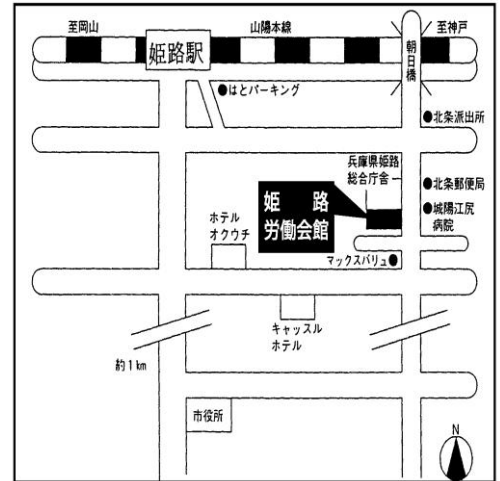 至岡山
山陽本線
至神戸
姫路駅
朝日橋
●はとパーキング
●北条派出所
兵庫県姫路
総合庁舎
●北条郵便局
姫路
労働会館
●城陽江尻
病院
ホテル
オクウチ
マックスバリュ●
キャッスル
ホテル
約1km
市役所
N